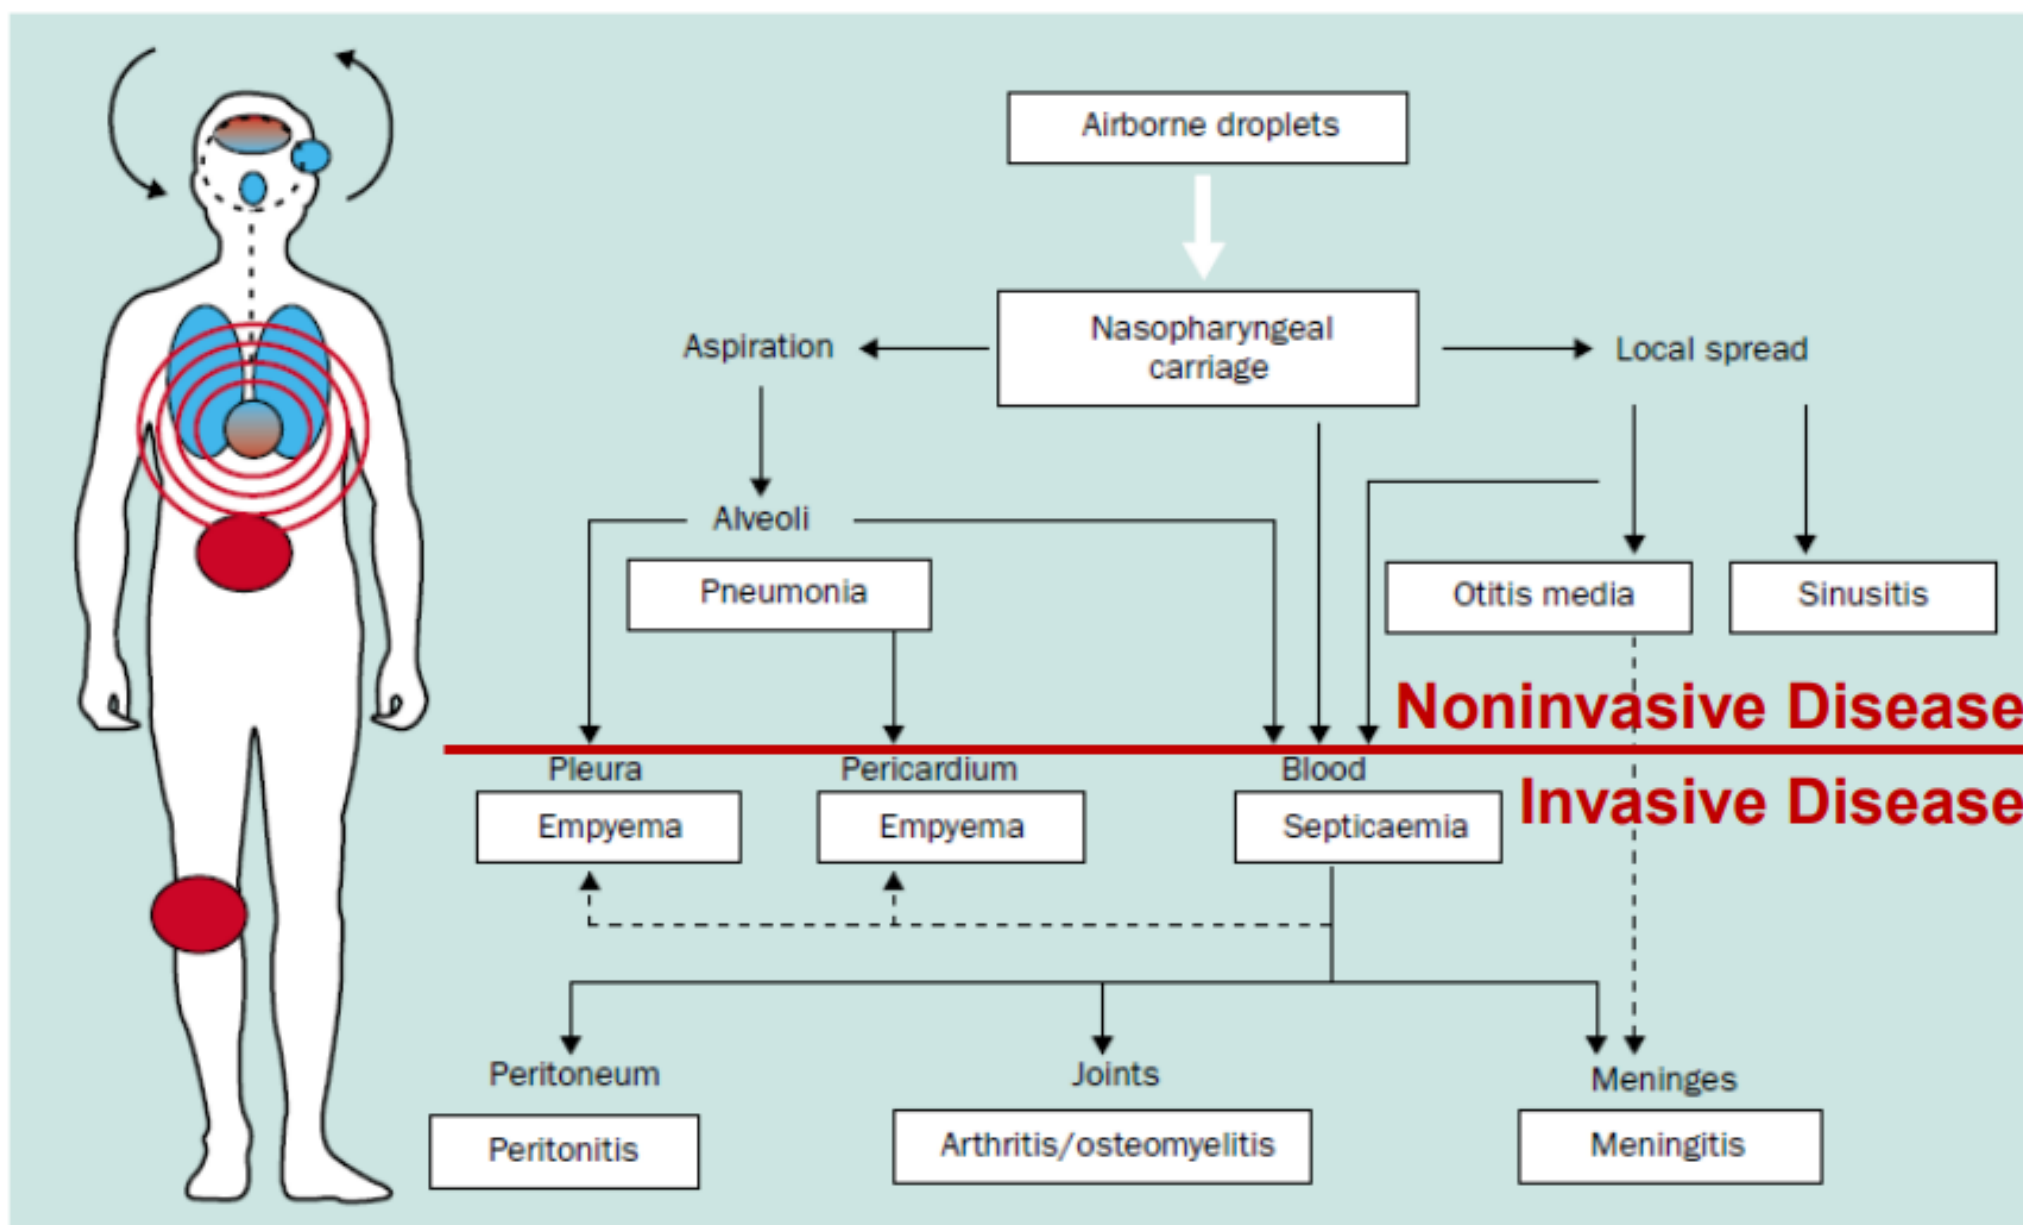 Airborne droplets
Nasopharyngeal
carriage
Aspiration
Local spread
Alveoli
Pneumonia
Otitis media
Sinusitis
Noninvasive Disease
Pleura
Pericardium
Blood
Invasive Disease
Empyema
Empyema
Septicaemia
Peritoneum
Joints
Meninges
Peritonitis
Arthritis/osteomyelitis
Meningitis